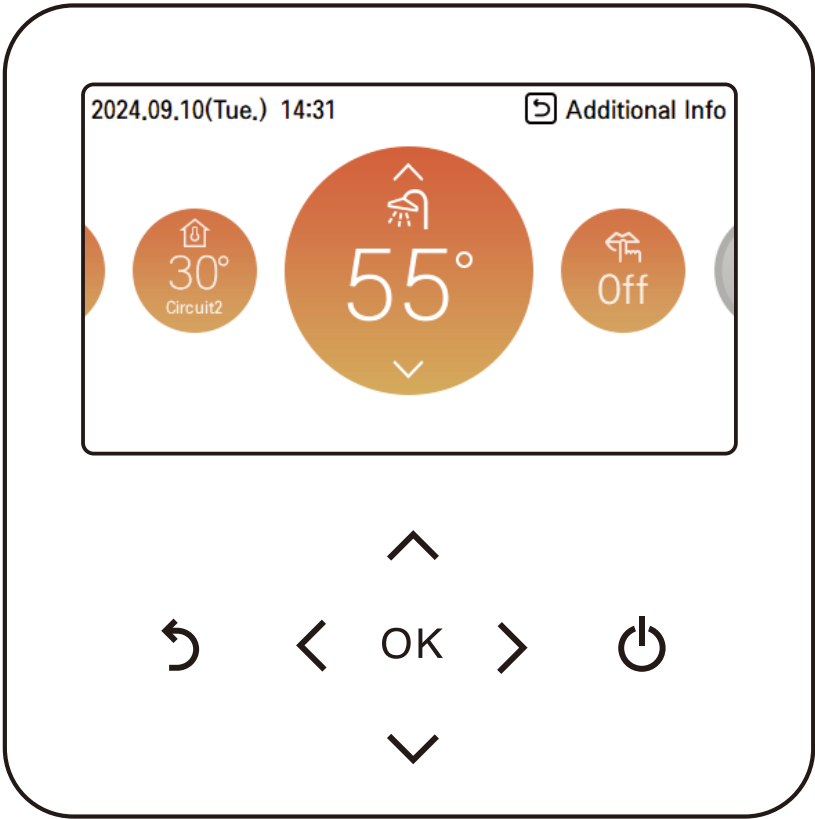 2024.09.10(Tue.) 14:31
Additional Info
30°
Circuit2
55°
Off
OK